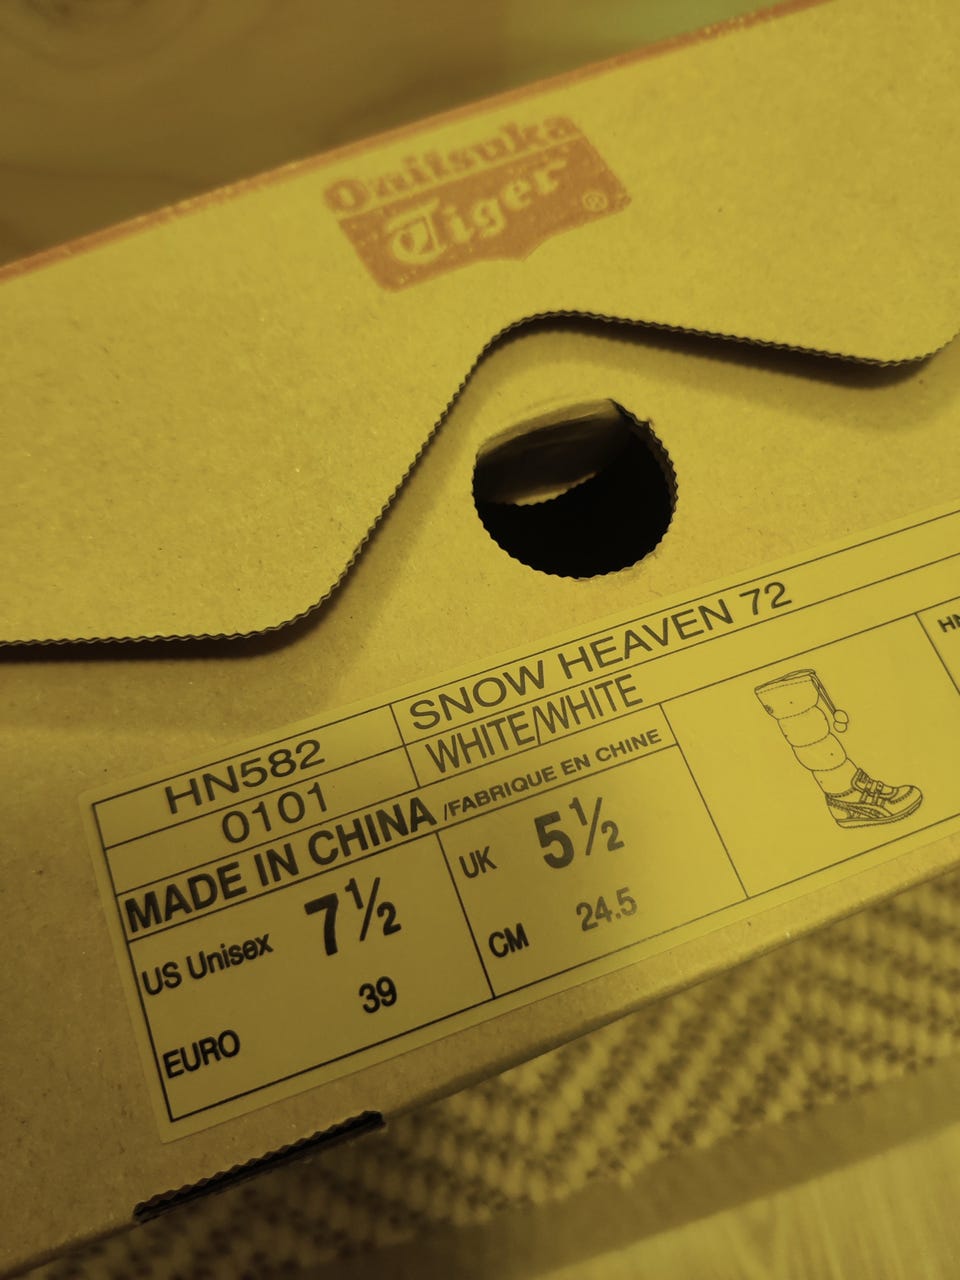 Onitsuka
Tiger ®
HN582 SNOW HEAVEN 72
0101 WHITE/WHITE
MADE IN CHINA /FABRIQUE EN CHINE
US Unisex 7½ UK 5½
EURO 39 CM 24.5
HN